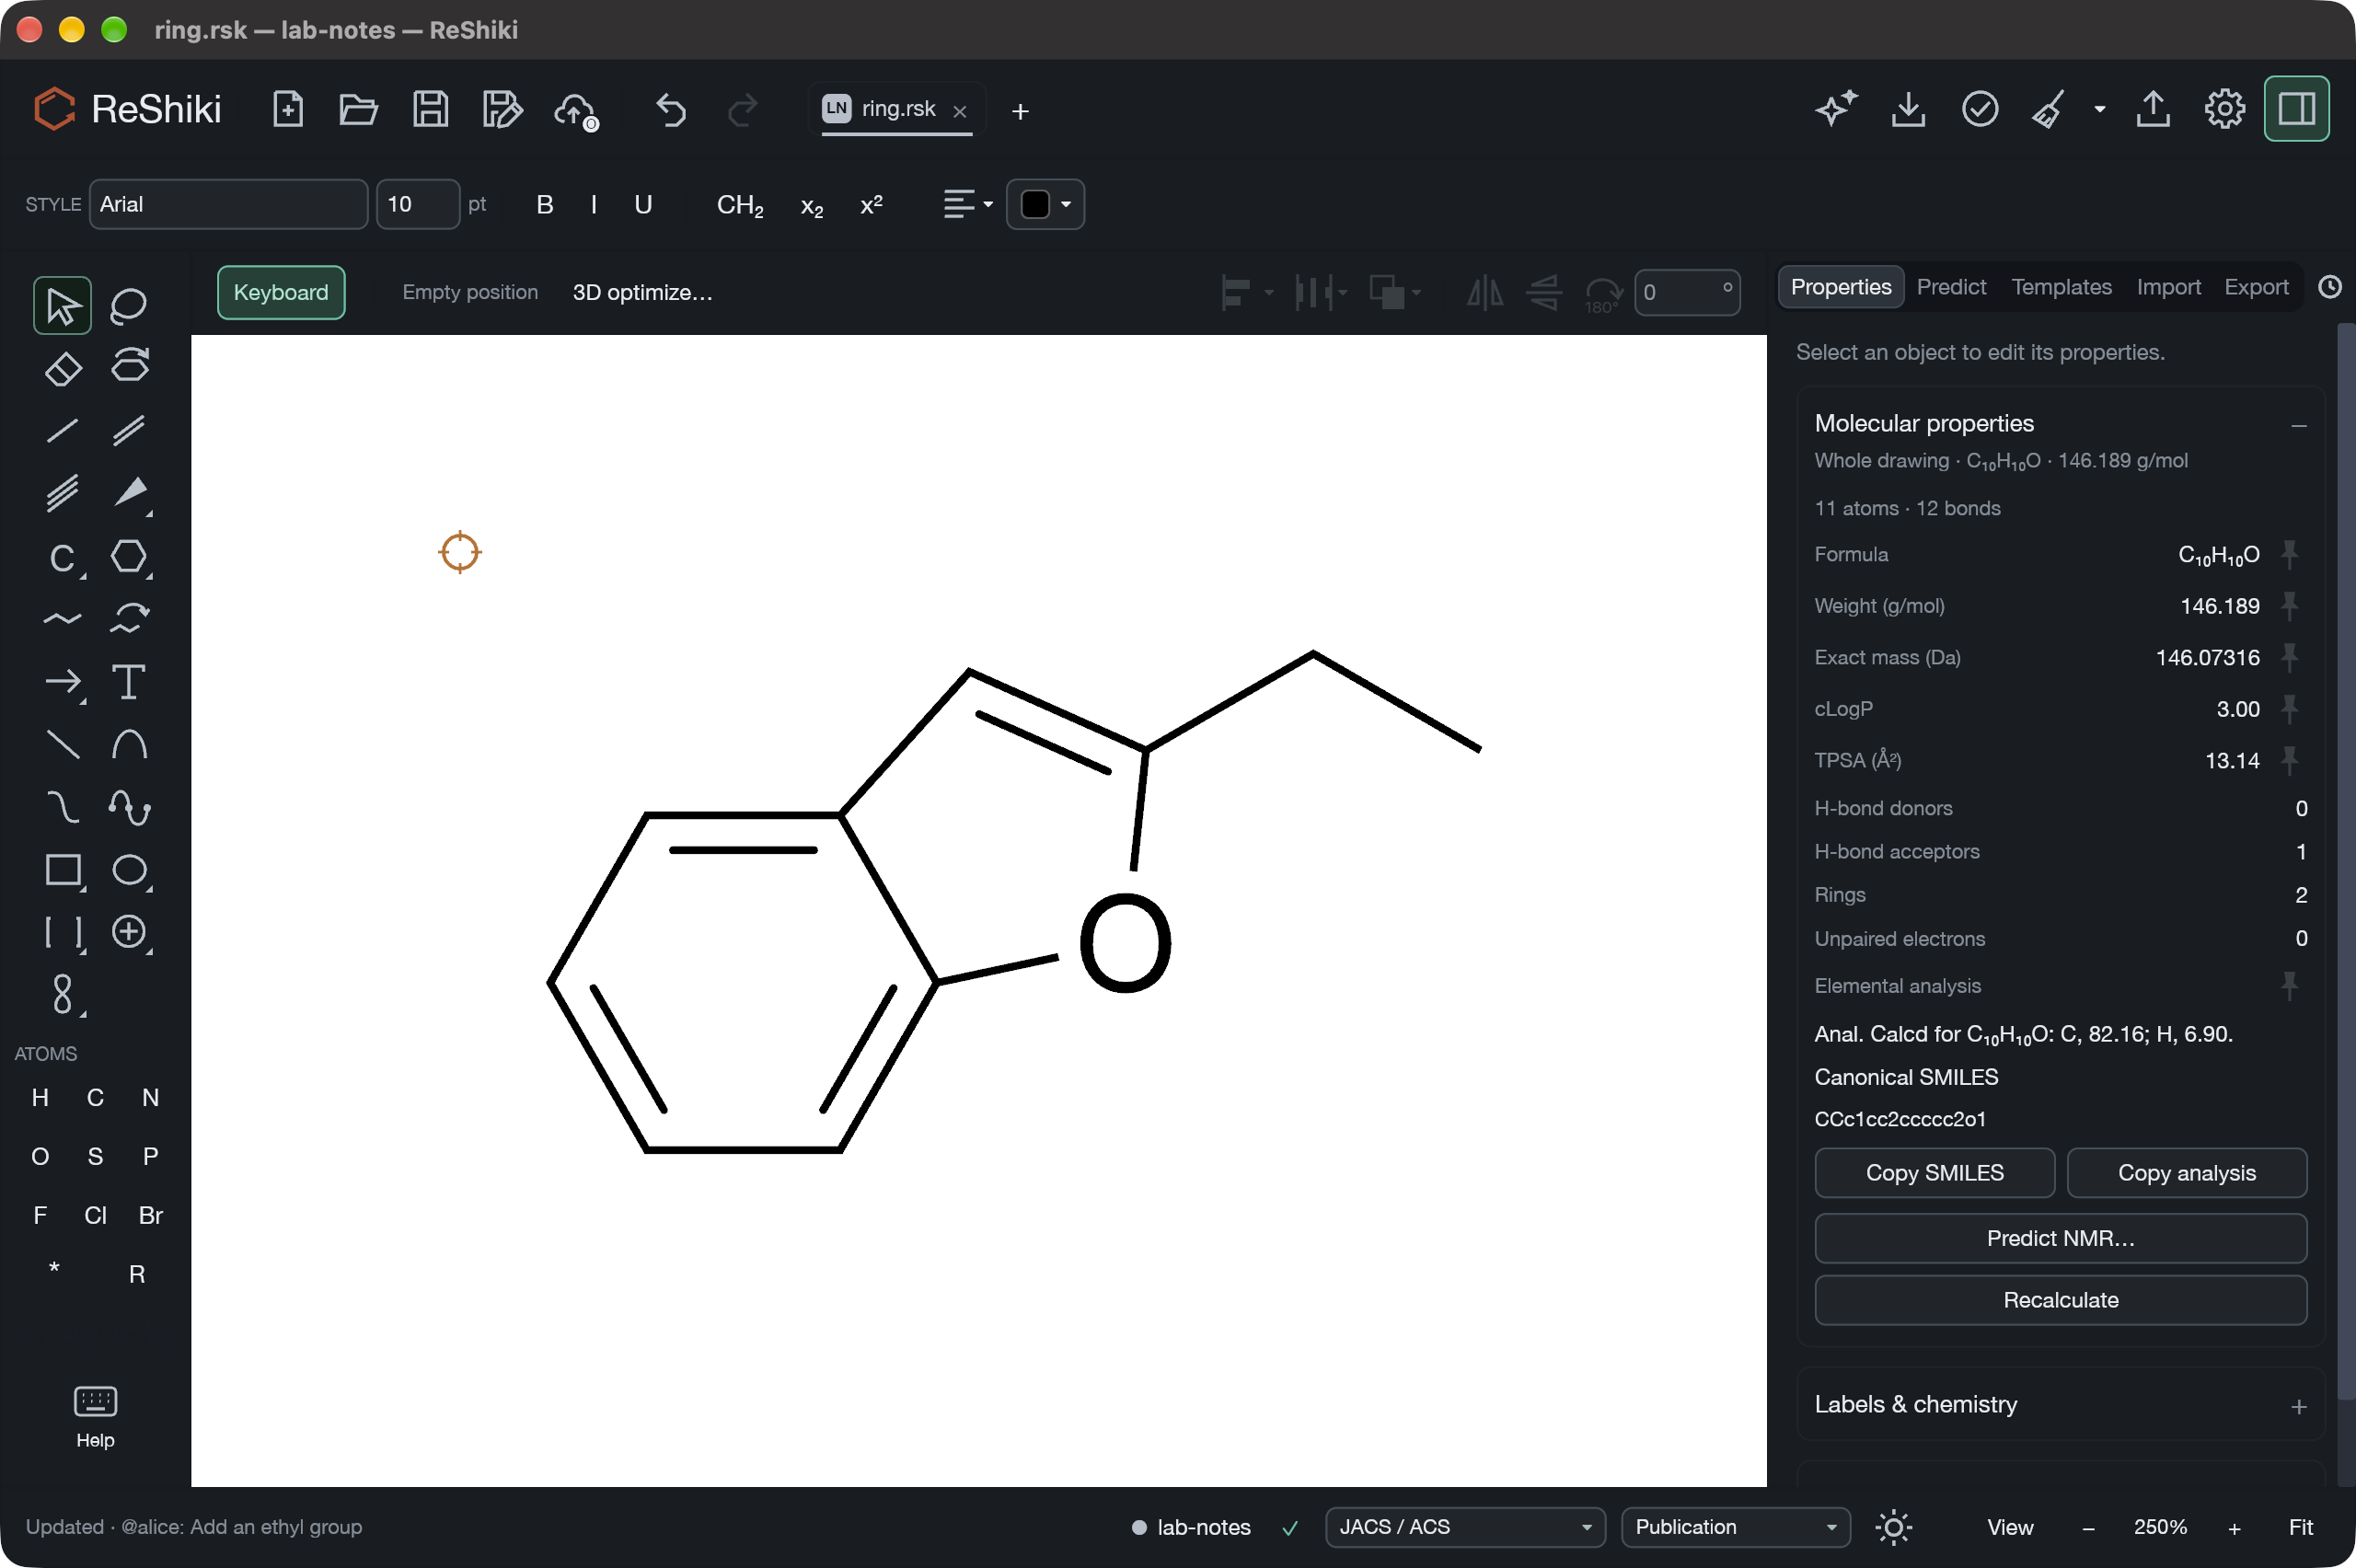 ring.rsk — lab-notes — ReShiki
ReShiki
LN ring.rsk × +
STYLE Arial 10 pt B I U CH₂ x₂ x²
Keyboard Empty position 3D optimize… 180° 0 °
Properties Predict Templates Import Export
Select an object to edit its properties.
Molecular properties −
Whole drawing · C₁₀H₁₀O · 146.189 g/mol
11 atoms · 12 bonds
Formula C₁₀H₁₀O
Weight (g/mol) 146.189
Exact mass (Da) 146.07316
cLogP 3.00
TPSA (Å²) 13.14
H-bond donors 0
H-bond acceptors 1
Rings 2
Unpaired electrons 0
Elemental analysis
Anal. Calcd for C₁₀H₁₀O: C, 82.16; H, 6.90.
Canonical SMILES
CCc1cc2ccccc2o1
Copy SMILES Copy analysis
Predict NMR…
Recalculate
Labels & chemistry +
O
C
T
[ ]
ATOMS
H C N
O S P
F Cl Br
* R
Help
Updated · @alice: Add an ethyl group
lab-notes ✓ JACS / ACS Publication View − 250% + Fit